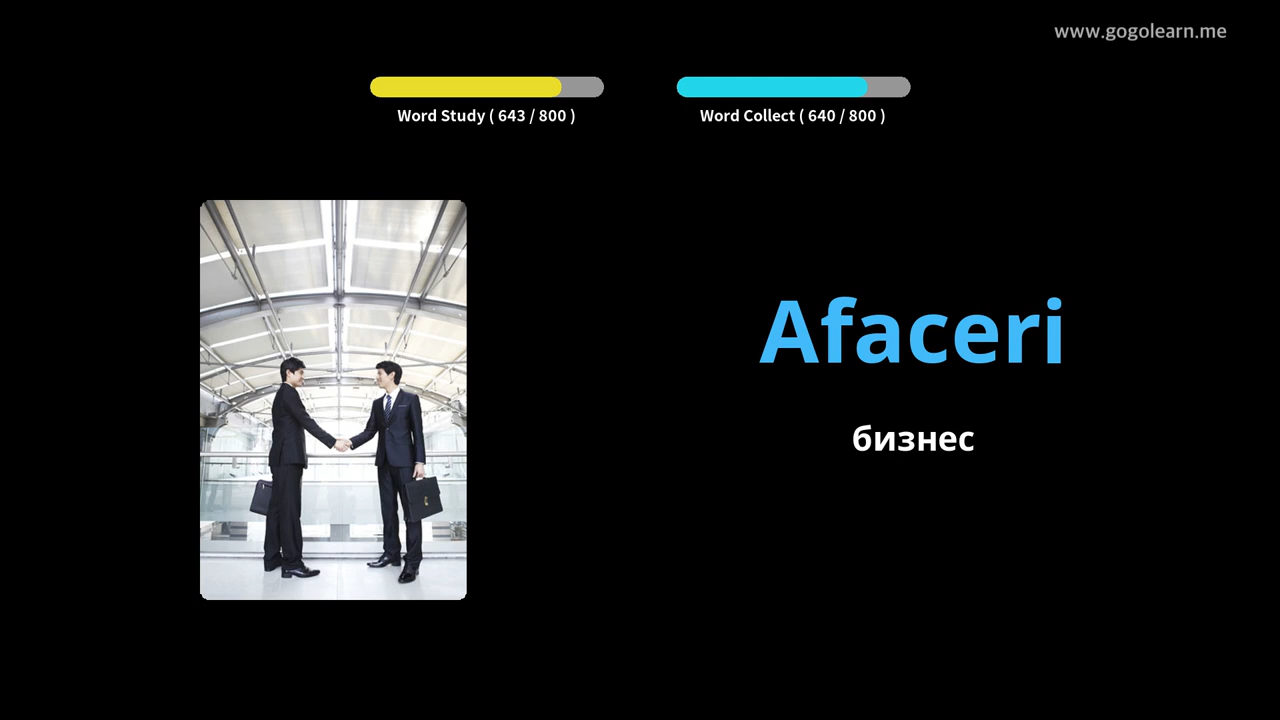 www.gogolearn.me
Word Study ( 643 / 800 )
Word Collect ( 640 / 800 )
Afaceri
бизнес